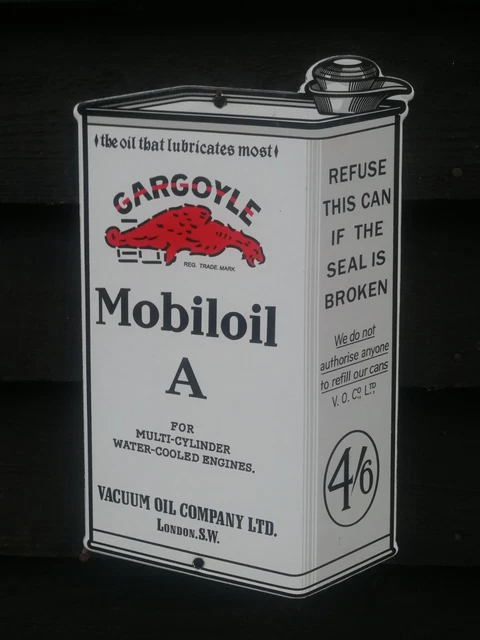 the oil that lubricates most
GARGOYLE
REG. TRADE. MARK
Mobiloil
A
FOR
MULTI-CYLINDER
WATER-COOLED ENGINES.
VACUUM OIL COMPANY LTD.
LONDON.S.W.
REFUSE
THIS CAN
IF THE
SEAL IS
BROKEN
We do not
authorise anyone
to refill our cans
V. O. Co. LTD.
4/6